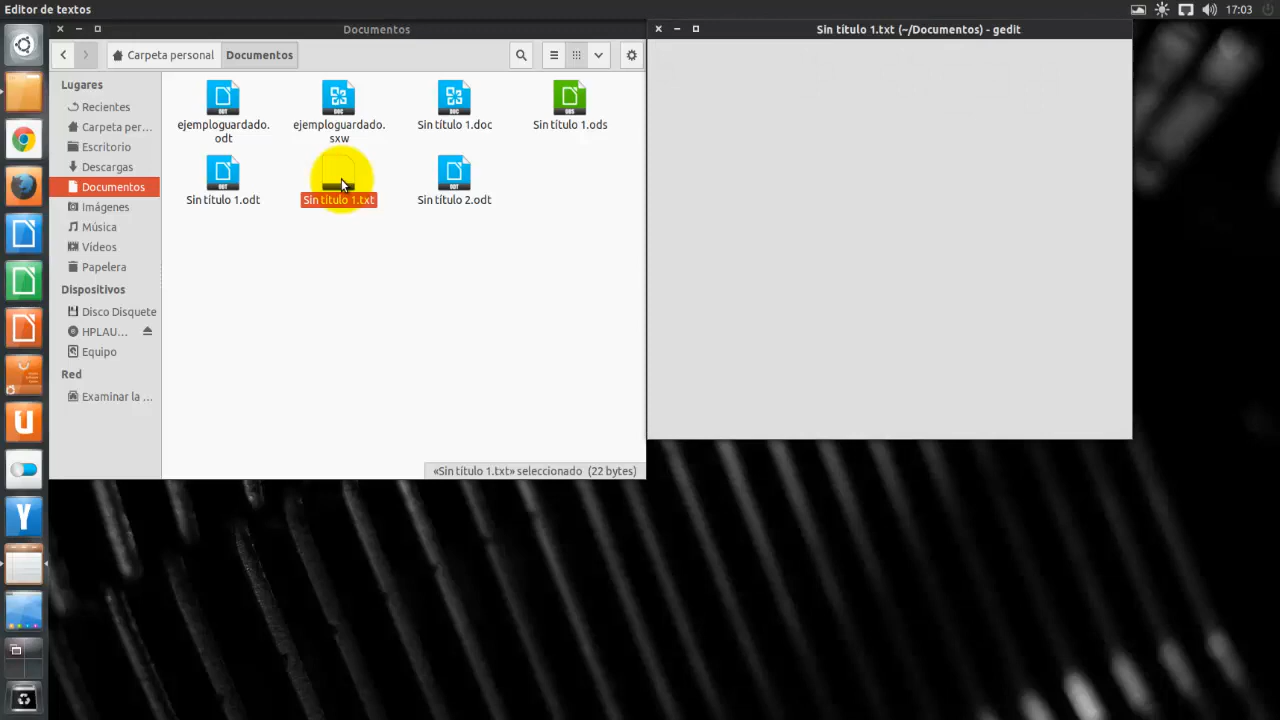 Editor de textos
17:03
Documentos
Sin título 1.txt (~/Documentos) - gedit
Carpeta personal
Documentos
Lugares
Recientes
Carpeta per...
Escritorio
Descargas
Documentos
Imágenes
Música
Vídeos
Papelera
Dispositivos
Disco Disquete
HPLAU...
Equipo
Red
Examinar la ...
ejemploguardado.
odt
ejemploguardado.
sxw
Sin título 1.doc
Sin título 1.ods
Sin título 1.odt
Sin título 1.txt
Sin título 2.odt
«Sin título 1.txt» seleccionado (22 bytes)